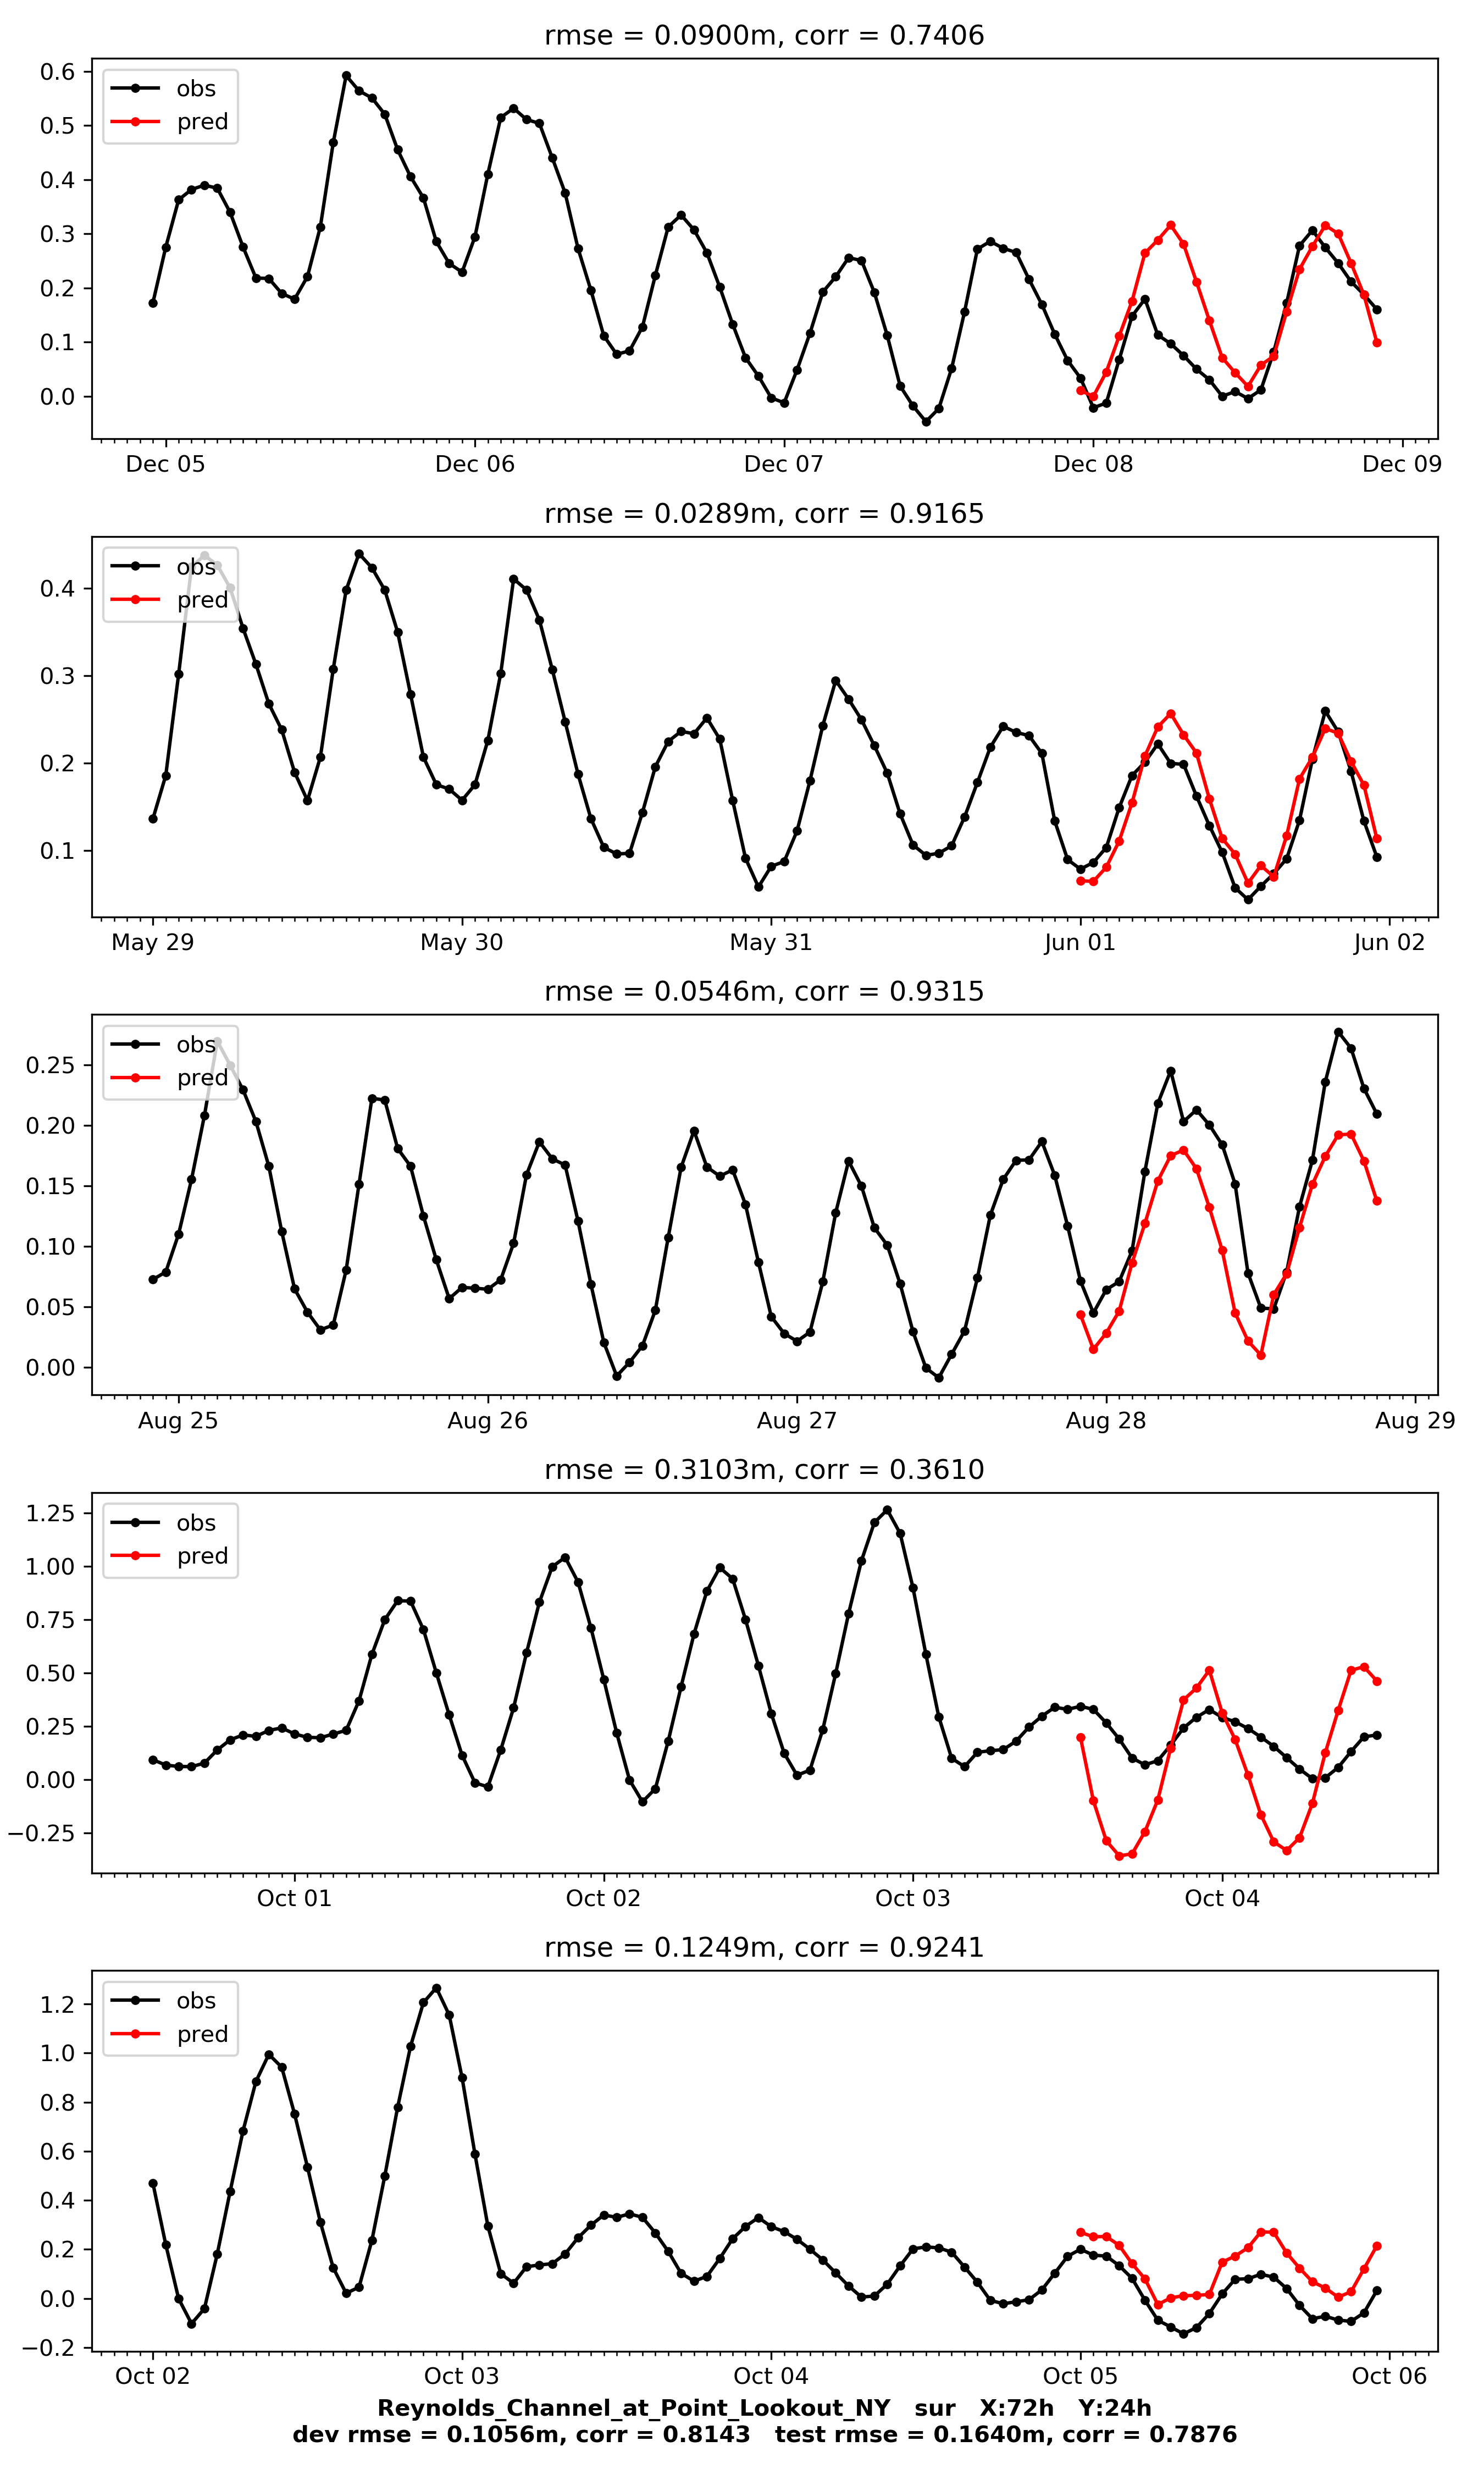 rmse = 0.0900m, corr = 0.7406
obs
pred
0.6
0.5
0.4
0.3
0.2
0.1
0.0
Dec 05 Dec 06 Dec 07 Dec 08 Dec 09
rmse = 0.0289m, corr = 0.9165
obs
pred
0.4
0.3
0.2
0.1
May 29 May 30 May 31 Jun 01 Jun 02
rmse = 0.0546m, corr = 0.9315
obs
pred
0.25
0.20
0.15
0.10
0.05
0.00
Aug 25 Aug 26 Aug 27 Aug 28 Aug 29
rmse = 0.3103m, corr = 0.3610
obs
pred
1.25
1.00
0.75
0.50
0.25
0.00
−0.25
Oct 01 Oct 02 Oct 03 Oct 04
rmse = 0.1249m, corr = 0.9241
obs
pred
1.2
1.0
0.8
0.6
0.4
0.2
0.0
−0.2
Oct 02 Oct 03 Oct 04 Oct 05 Oct 06
Reynolds_Channel_at_Point_Lookout_NY sur X:72h Y:24h
dev rmse = 0.1056m, corr = 0.8143 test rmse = 0.1640m, corr = 0.7876